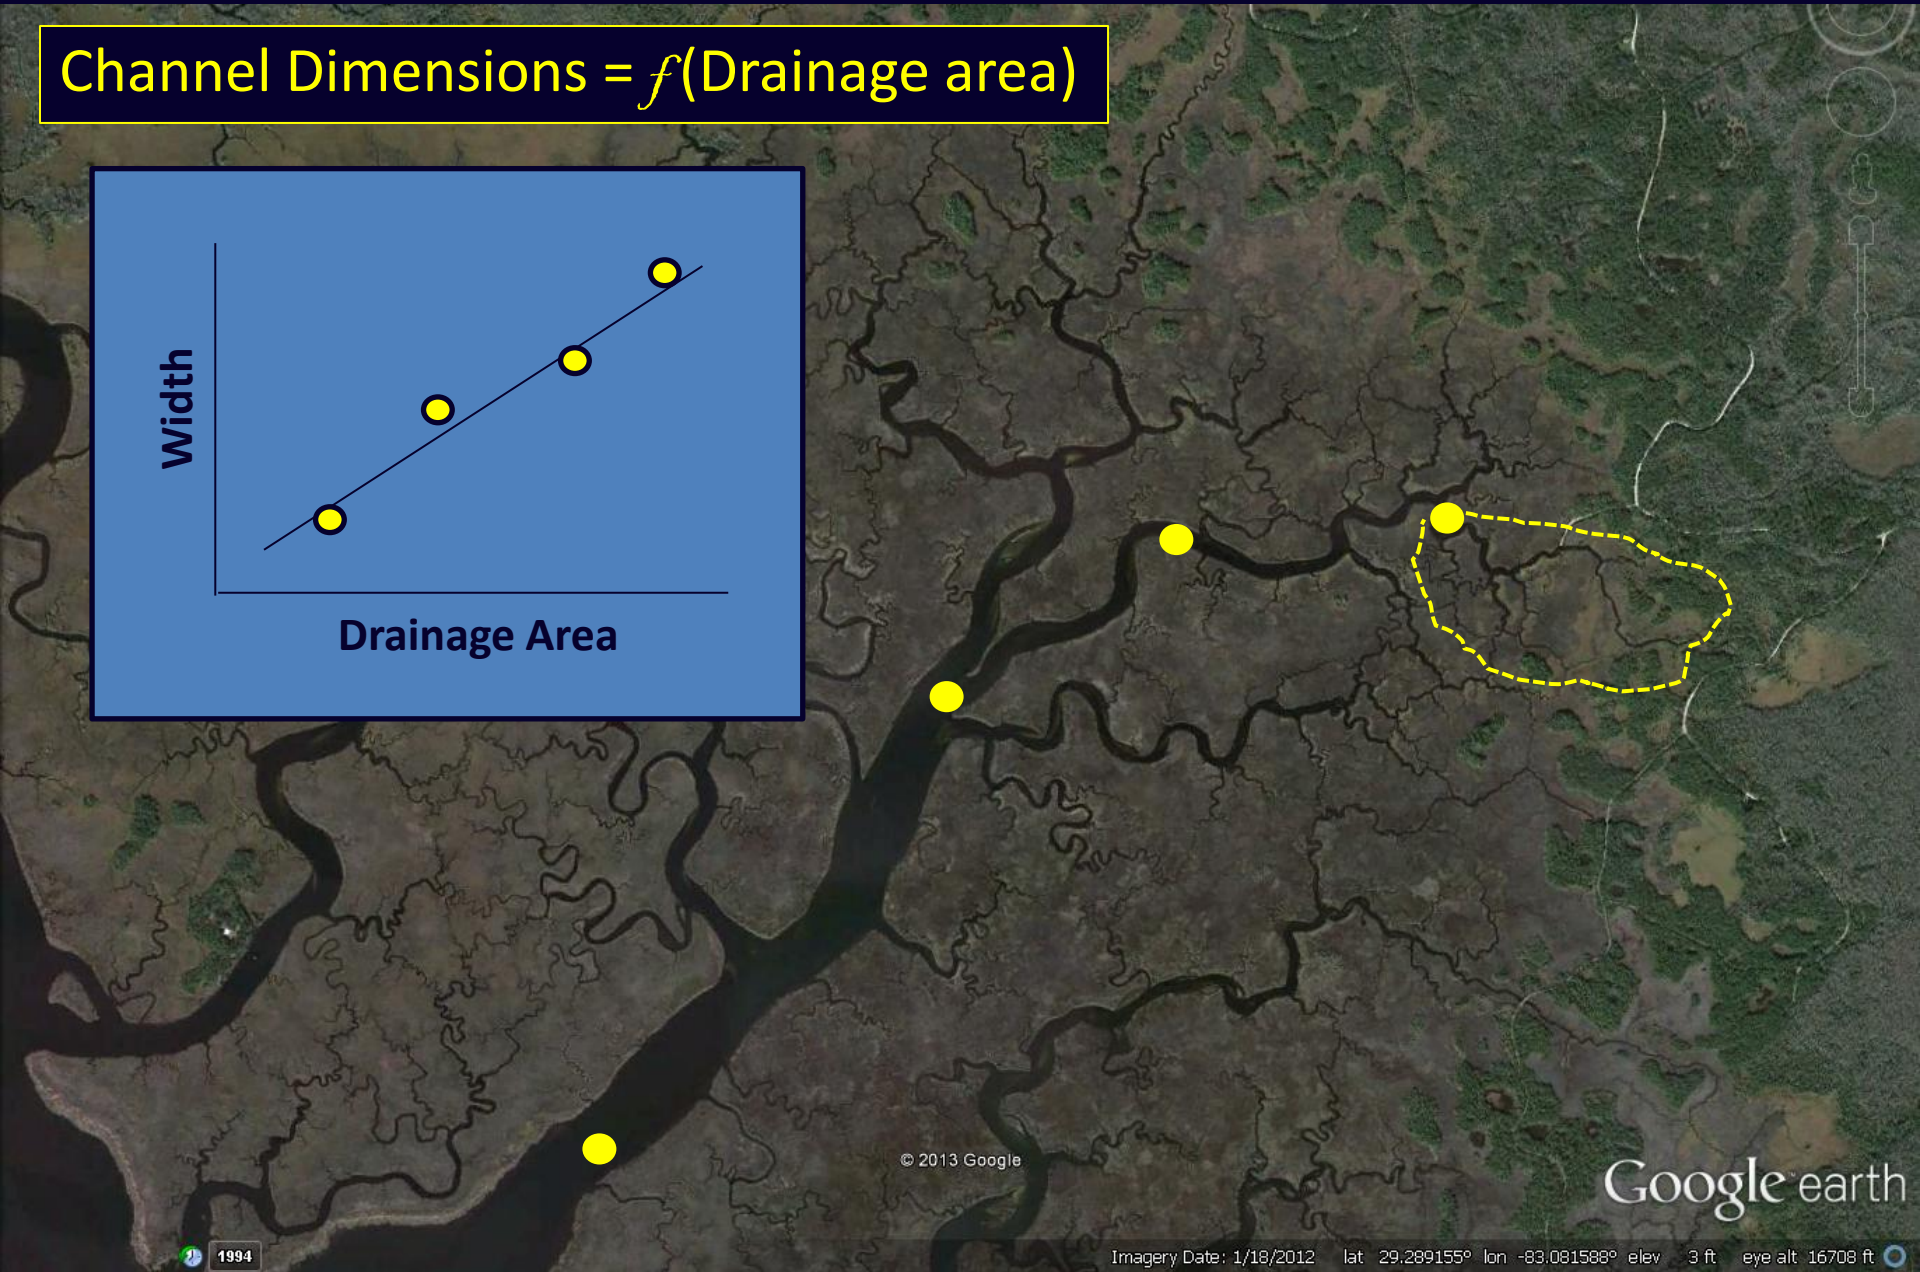 Channel Dimensions = f(Drainage area)
Width
Drainage Area
© 2013 Google
Google earth
1994
Imagery Date: 1/18/2012 lat 29.289155° lon -83.081588° elev 3 ft eye alt 16708 ft